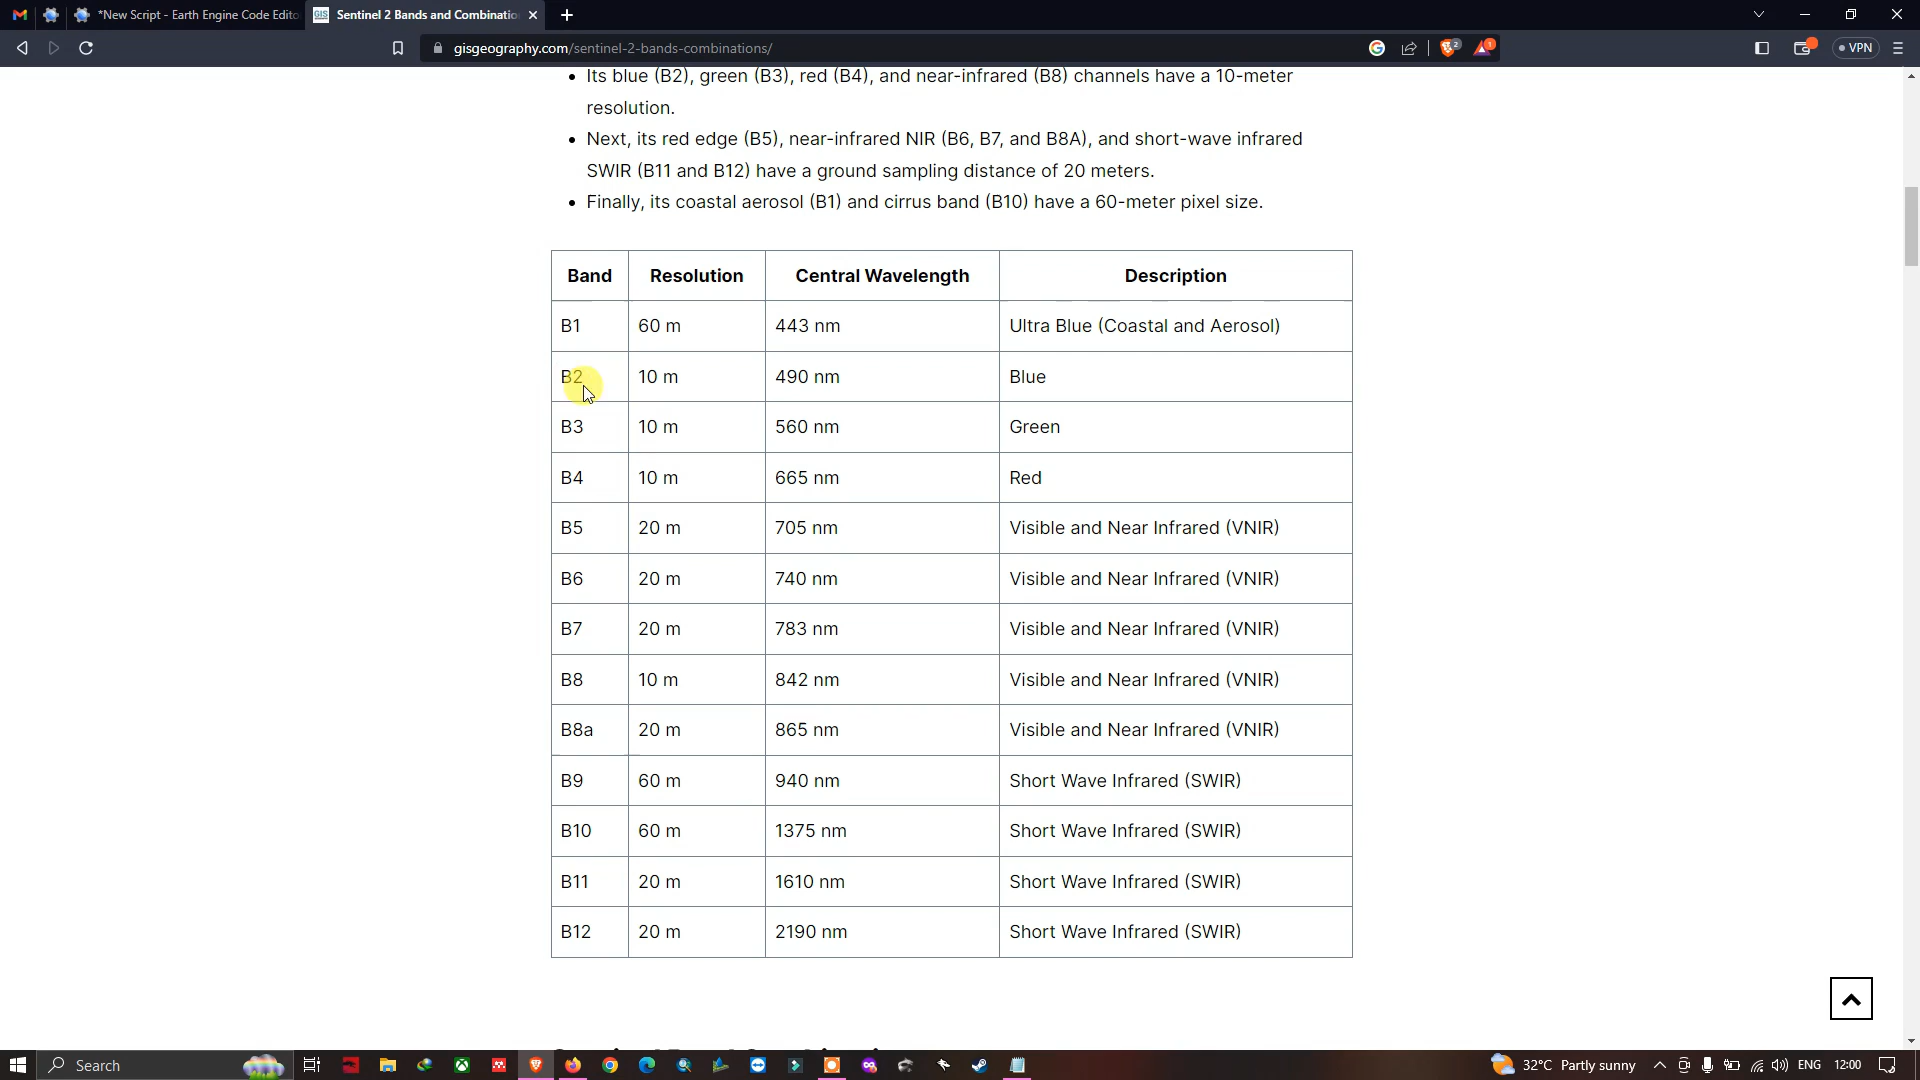 *New Script - Earth Engine Code Edito
GIS
Sentinel 2 Bands and Combinatio
gisgeography.com/sentinel-2-bands-combinations/
2
1
VPN
• Its blue (B2), green (B3), red (B4), and near-infrared (B8) channels have a 10-meter
resolution.
• Next, its red edge (B5), near-infrared NIR (B6, B7, and B8A), and short-wave infrared
SWIR (B11 and B12) have a ground sampling distance of 20 meters.
• Finally, its coastal aerosol (B1) and cirrus band (B10) have a 60-meter pixel size.
Band Resolution Central Wavelength Description
B1 60 m 443 nm Ultra Blue (Coastal and Aerosol)
B2 10 m 490 nm Blue
B3 10 m 560 nm Green
B4 10 m 665 nm Red
B5 20 m 705 nm Visible and Near Infrared (VNIR)
B6 20 m 740 nm Visible and Near Infrared (VNIR)
B7 20 m 783 nm Visible and Near Infrared (VNIR)
B8 10 m 842 nm Visible and Near Infrared (VNIR)
B8a 20 m 865 nm Visible and Near Infrared (VNIR)
B9 60 m 940 nm Short Wave Infrared (SWIR)
B10 60 m 1375 nm Short Wave Infrared (SWIR)
B11 20 m 1610 nm Short Wave Infrared (SWIR)
B12 20 m 2190 nm Short Wave Infrared (SWIR)
Search
32°C Partly sunny
ENG
12:00